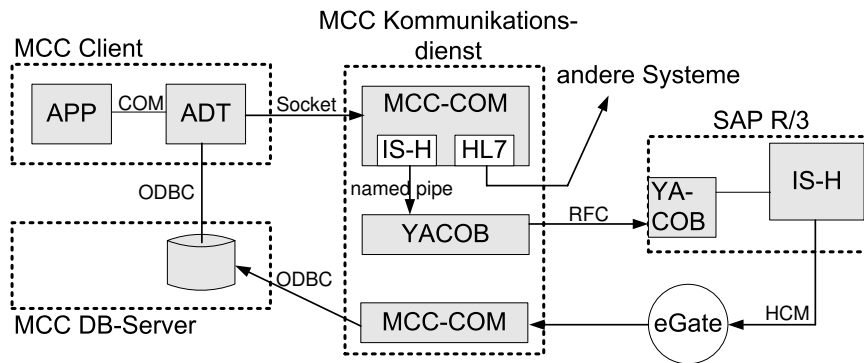 MCC Kommunikations-
dienst
MCC Client
APP
COM
ADT
Socket
MCC-COM
IS-H
HL7
andere Systeme
SAP R/3
ODBC
named pipe
YACOB
RFC
YA-
COB
IS-H
ODBC
MCC DB-Server
MCC-COM
eGate
HCM